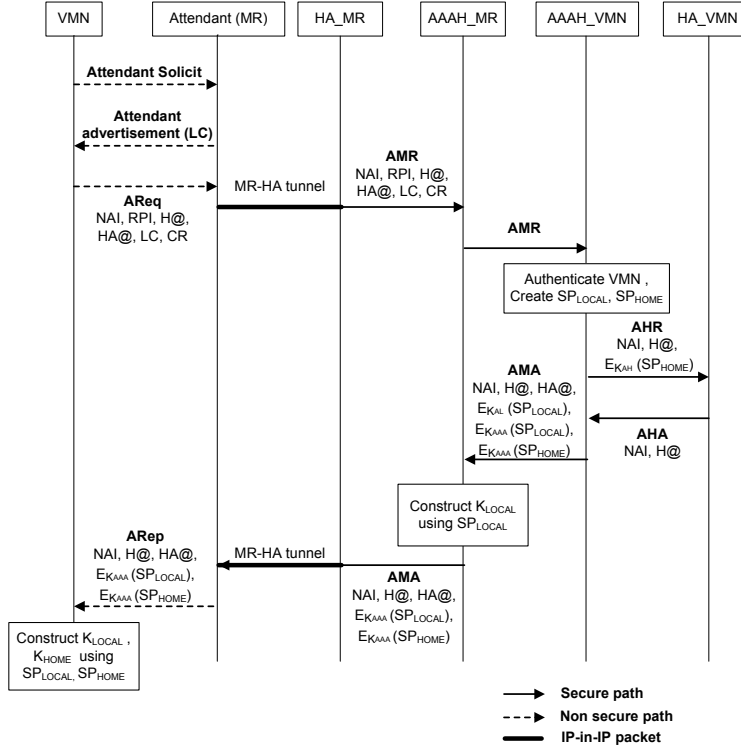 VMN
Attendant (MR)
HA_MR
AAAH_MR
AAAH_VMN
HA_VMN
Attendant Solicit
Attendant
advertisement (LC)
AReq
NAI, RPI, H@,
HA@, LC, CR
MR-HA tunnel
AMR
NAI, RPI, H@,
HA@, LC, CR
AMR
Authenticate VMN ,
Create SPLOCAL, SPHOME
AHR
NAI, H@,
EKAH (SPHOME)
AMA
NAI, H@, HA@,
EKAL (SPLOCAL),
EKAAA (SPLOCAL),
EKAAA (SPHOME)
AHA
NAI, H@
Construct KLOCAL
using SPLOCAL
ARep
NAI, H@, HA@,
EKAAA (SPLOCAL),
EKAAA (SPHOME)
MR-HA tunnel
AMA
NAI, H@, HA@,
EKAAA (SPLOCAL),
EKAAA (SPHOME)
Construct KLOCAL ,
KHOME using
SPLOCAL, SPHOME
Secure path
Non secure path
IP-in-IP packet